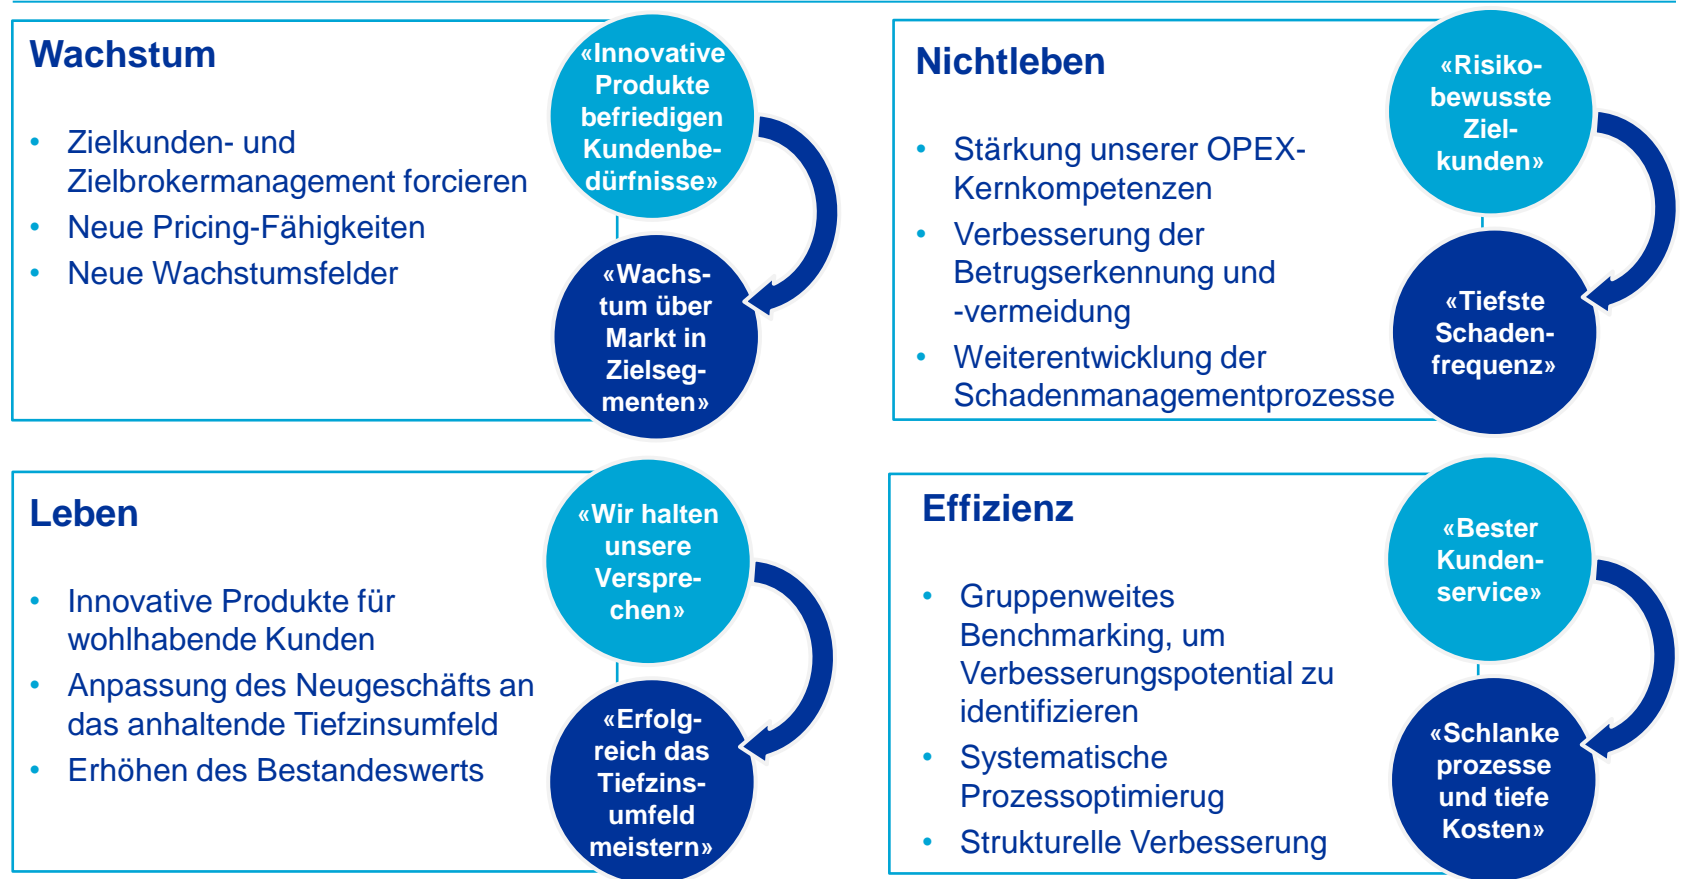 Wachstum
• Zielkunden- und
Zielbrokermanagement forcieren
• Neue Pricing-Fähigkeiten
• Neue Wachstumsfelder
«Innovative
Produkte
befriedigen
Kundenbe-
dürfnisse»
«Wachs-
tum über
Markt in
Zielseg-
menten»
Nichtleben
• Stärkung unserer OPEX-
Kernkompetenzen
• Verbesserung der
Betrugserkennung und
-vermeidung
• Weiterentwicklung der
Schadenmanagementprozesse
«Risiko-
bewusste
Ziel-
kunden»
«Tiefste
Schaden-
frequenz»
Leben
• Innovative Produkte für
wohlhabende Kunden
• Anpassung des Neugeschäfts an
das anhaltende Tiefzinsumfeld
• Erhöhen des Bestandeswerts
«Wir halten
unsere
Verspre-
chen»
«Erfolg-
reich das
Tiefzins-
umfeld
meistern»
Effizienz
• Gruppenweites
Benchmarking, um
Verbesserungspotential zu
identifizieren
• Systematische
Prozessoptimierug
• Strukturelle Verbesserung
«Bester
Kunden-
service»
«Schlanke
prozesse
und tiefe
Kosten»